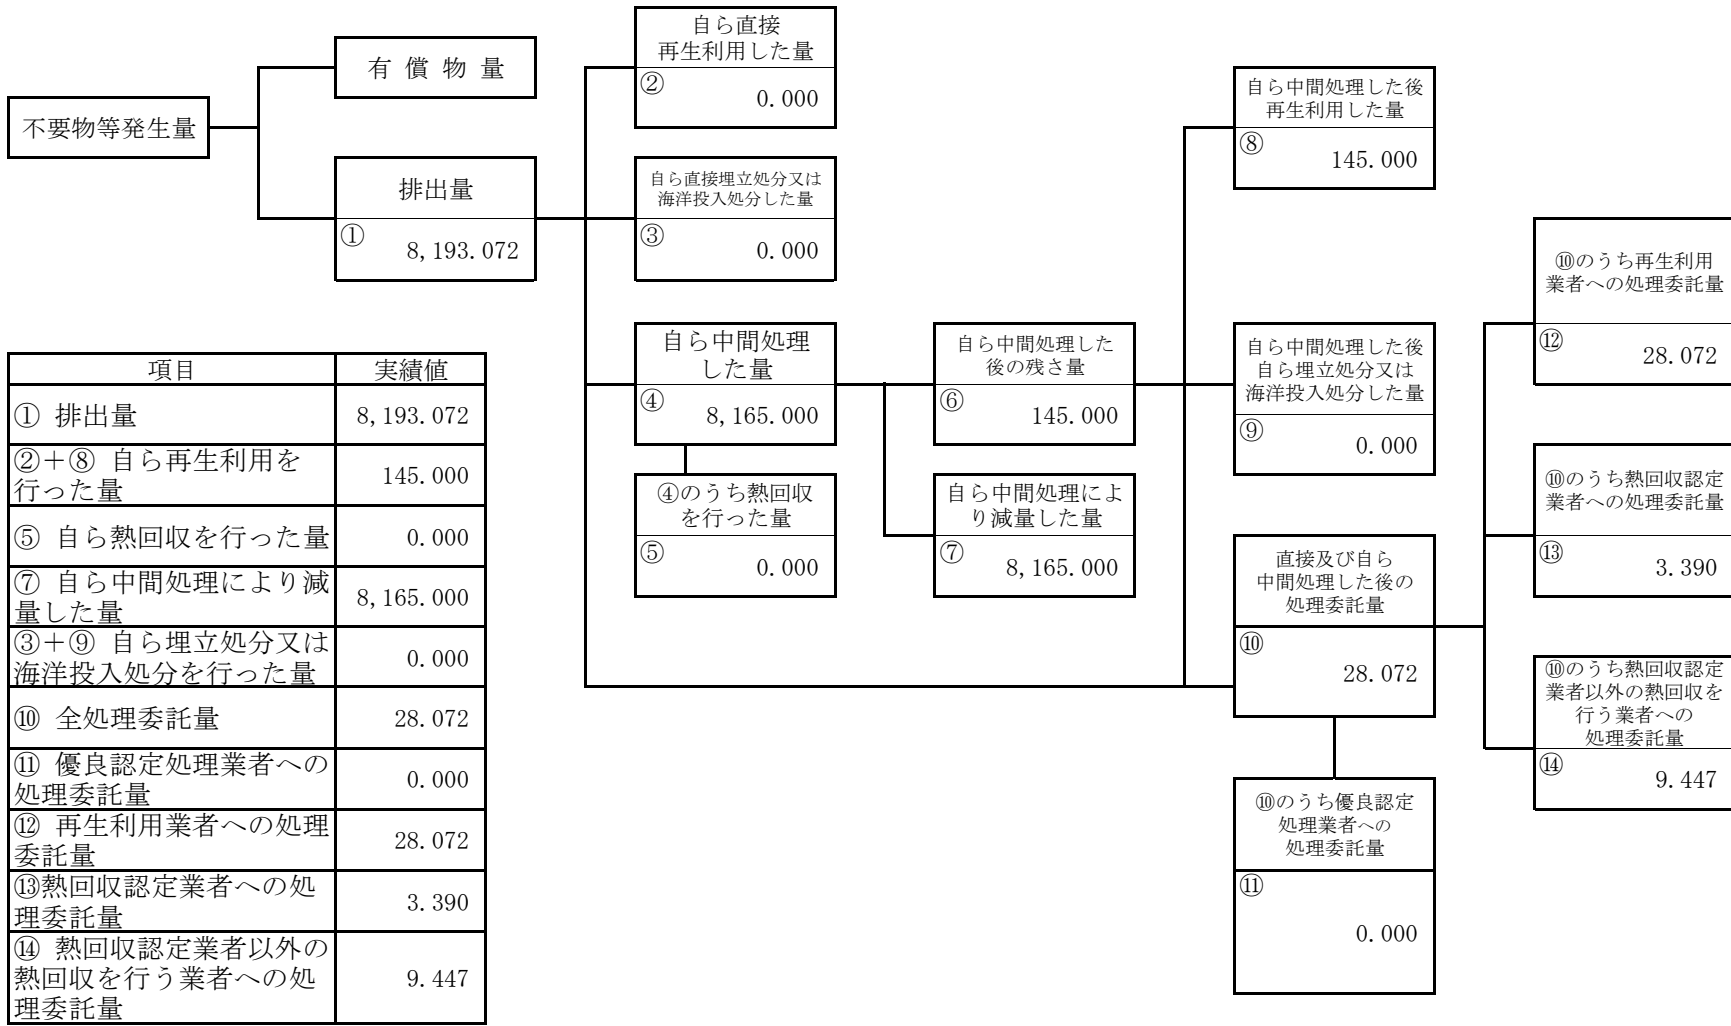 不要物等発生量
有 償 物 量
排出量
①
8,193.072
自ら直接
再生利用した量
②
0.000
自ら直接埋立処分又は
海洋投入処分した量
③
0.000
自ら中間処理
した量
④
8,165.000
④のうち熱回収
を行った量
⑤
0.000
自ら中間処理した
後の残さ量
⑥
145.000
自ら中間処理によ
り減量した量
⑦
8,165.000
自ら中間処理した後
再生利用した量
⑧
145.000
自ら中間処理した後
自ら埋立処分又は
海洋投入処分した量
⑨
0.000
直接及び自ら
中間処理した後の
処理委託量
⑩
28.072
⑩のうち優良認定
処理業者への
処理委託量
⑪
0.000
⑩のうち再生利用
業者への処理委託量
⑫
28.072
⑩のうち熱回収認定
業者への処理委託量
⑬
3.390
⑩のうち熱回収認定
業者以外の熱回収を
行う業者への
処理委託量
⑭
9.447
項目 実績値
① 排出量 8,193.072
②＋⑧ 自ら再生利用を
行った量 145.000
⑤ 自ら熱回収を行った量 0.000
⑦ 自ら中間処理により減
量した量 8,165.000
③＋⑨ 自ら埋立処分又は
海洋投入処分を行った量 0.000
⑩ 全処理委託量 28.072
⑪ 優良認定処理業者への
処理委託量 0.000
⑫ 再生利用業者への処理
委託量 28.072
⑬熱回収認定業者への処
理委託量 3.390
⑭ 熱回収認定業者以外の
熱回収を行う業者への処
理委託量 9.447